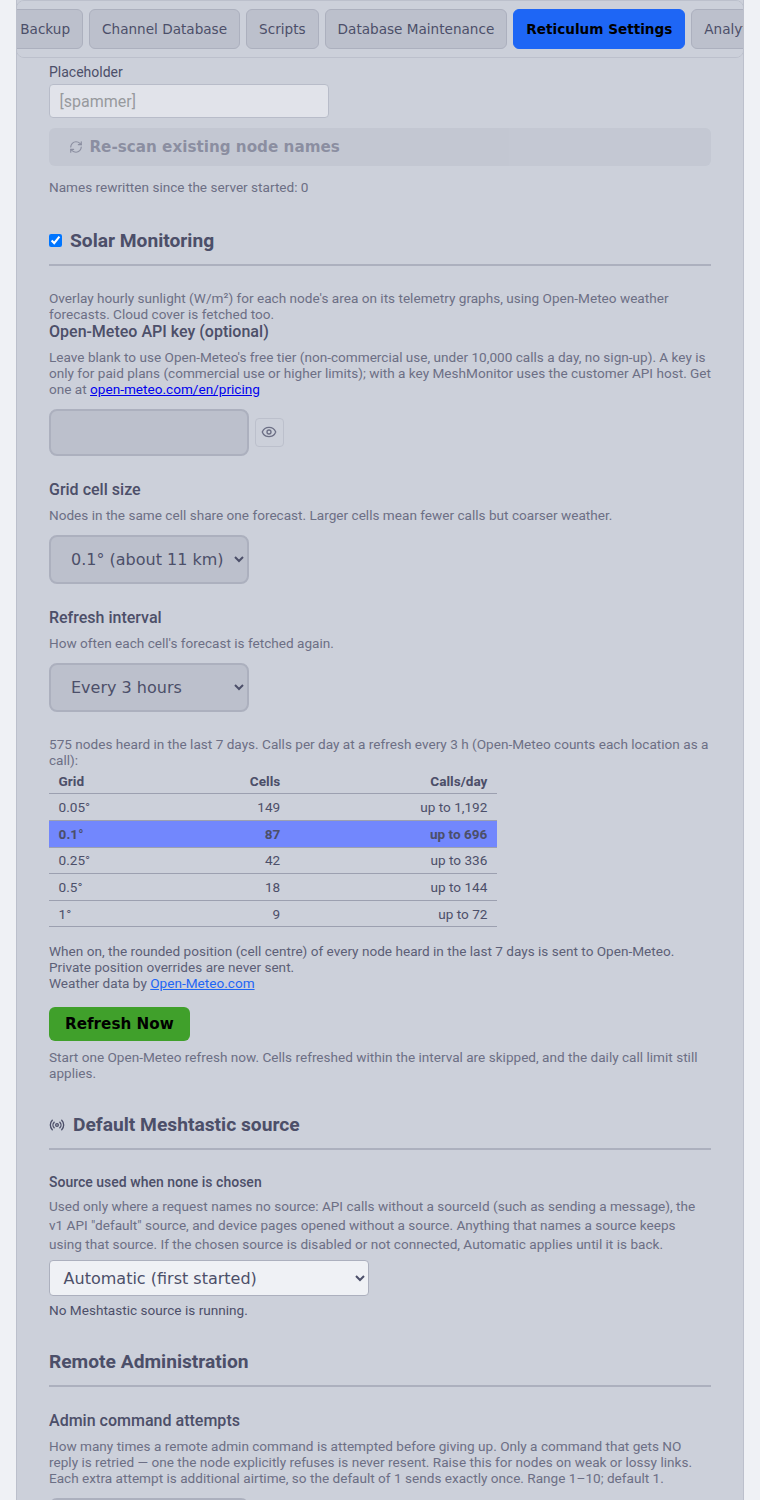 Backup
Channel Database
Scripts
Database Maintenance
Reticulum Settings
Analy
Placeholder
[spammer]
Re-scan existing node names
Names rewritten since the server started: 0
Solar Monitoring
Overlay hourly sunlight (W/m²) for each node's area on its telemetry graphs, using Open-Meteo weather
forecasts. Cloud cover is fetched too.
Open-Meteo API key (optional)
Leave blank to use Open-Meteo's free tier (non-commercial use, under 10,000 calls a day, no sign-up). A key is
only for paid plans (commercial use or higher limits); with a key MeshMonitor uses the customer API host. Get
one at open-meteo.com/en/pricing
Grid cell size
Nodes in the same cell share one forecast. Larger cells mean fewer calls but coarser weather.
0.1° (about 11 km)
Refresh interval
How often each cell's forecast is fetched again.
Every 3 hours
575 nodes heard in the last 7 days. Calls per day at a refresh every 3 h (Open-Meteo counts each location as a
call):
Grid Cells Calls/day
0.05° 149 up to 1,192
0.1° 87 up to 696
0.25° 42 up to 336
0.5° 18 up to 144
1° 9 up to 72
When on, the rounded position (cell centre) of every node heard in the last 7 days is sent to Open-Meteo.
Private position overrides are never sent.
Weather data by Open-Meteo.com
Refresh Now
Start one Open-Meteo refresh now. Cells refreshed within the interval are skipped, and the daily call limit still
applies.
Default Meshtastic source
Source used when none is chosen
Used only where a request names no source: API calls without a sourceId (such as sending a message), the
v1 API "default" source, and device pages opened without a source. Anything that names a source keeps
using that source. If the chosen source is disabled or not connected, Automatic applies until it is back.
Automatic (first started)
No Meshtastic source is running.
Remote Administration
Admin command attempts
How many times a remote admin command is attempted before giving up. Only a command that gets NO
reply is retried — one the node explicitly refuses is never resent. Raise this for nodes on weak or lossy links.
Each extra attempt is additional airtime, so the default of 1 sends exactly once. Range 1–10; default 1.